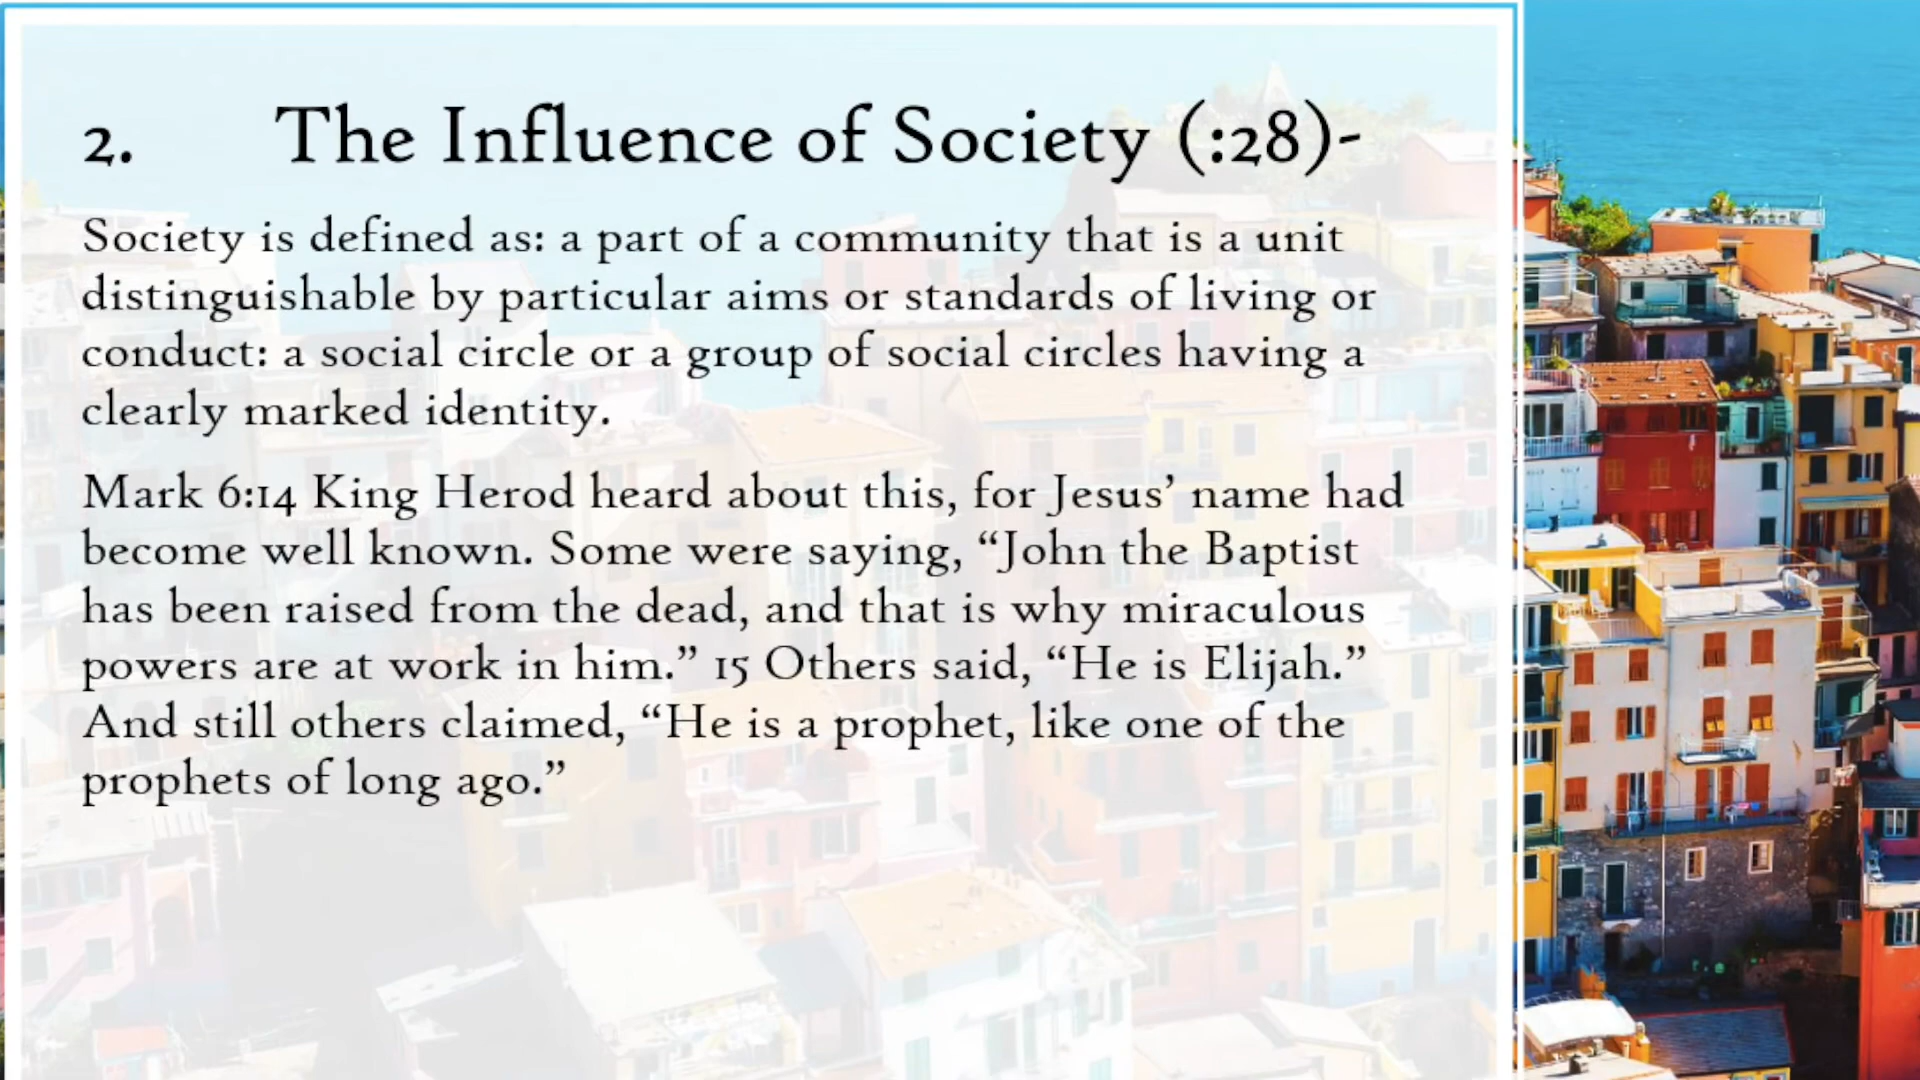 2. The Influence of Society (:28)-
Society is defined as: a part of a community that is a unit
distinguishable by particular aims or standards of living or
conduct: a social circle or a group of social circles having a
clearly marked identity.
Mark 6:14 King Herod heard about this, for Jesus’ name had
become well known. Some were saying, “John the Baptist
has been raised from the dead, and that is why miraculous
powers are at work in him.” 15 Others said, “He is Elijah.”
And still others claimed, “He is a prophet, like one of the
prophets of long ago.”